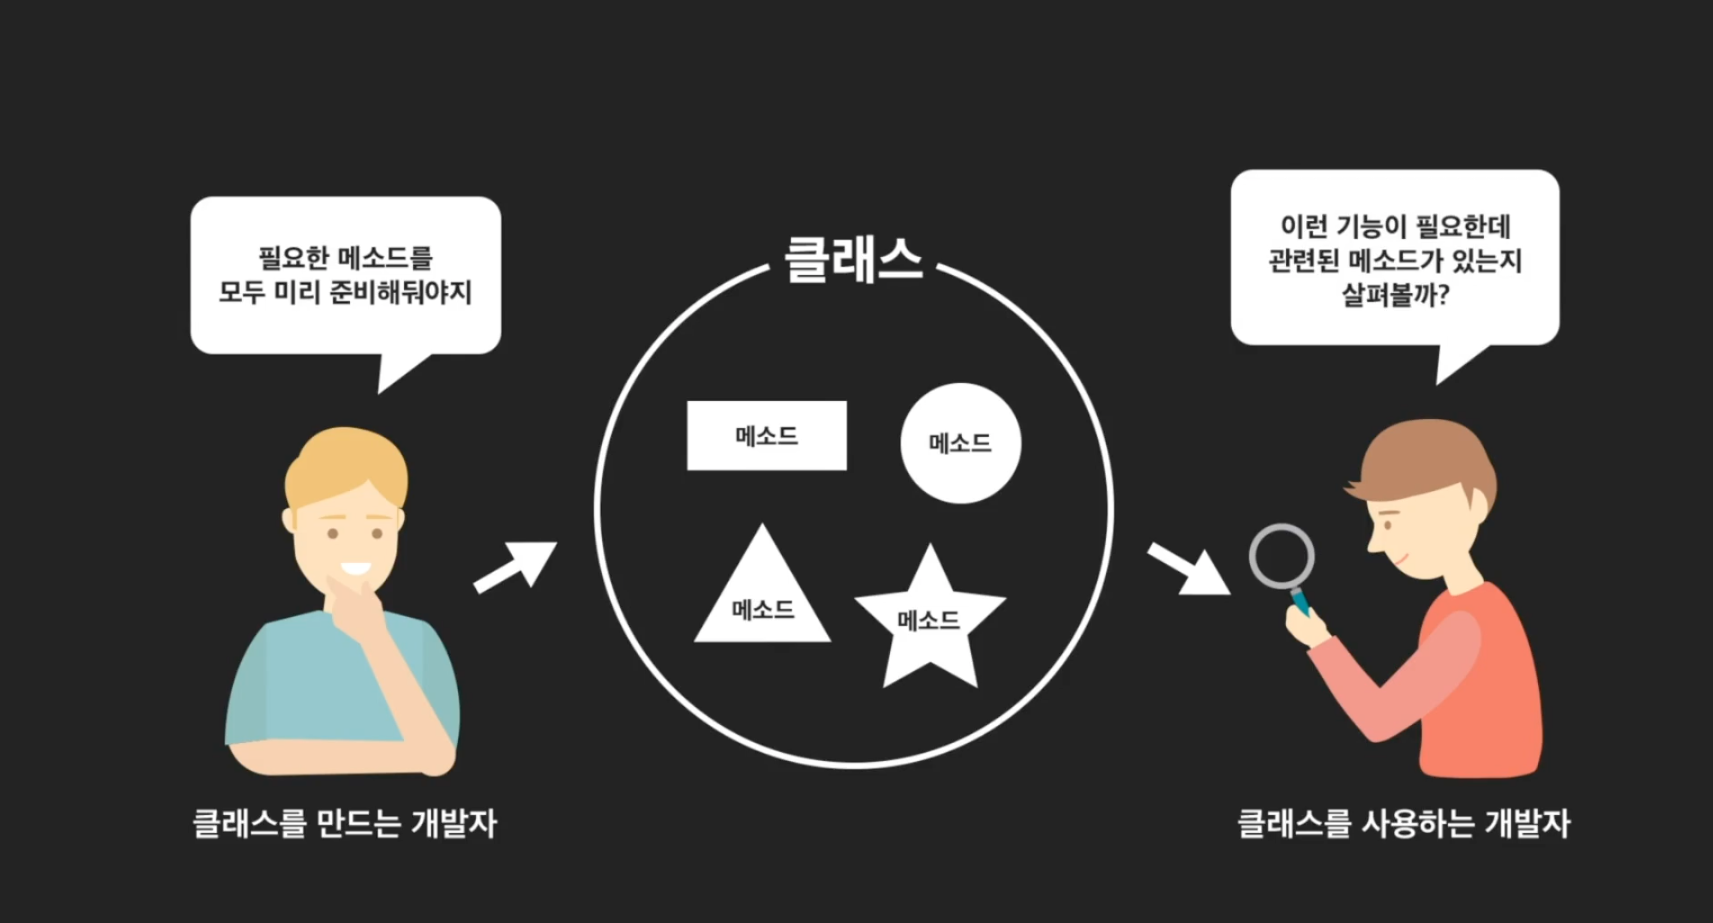 필요한 메소드를
모두 미리 준비해둬야지
클래스
이런 기능이 필요한데
관련된 메소드가 있는지
살펴볼까?
메소드
메소드
메소드
메소드
클래스를 만드는 개발자
클래스를 사용하는 개발자